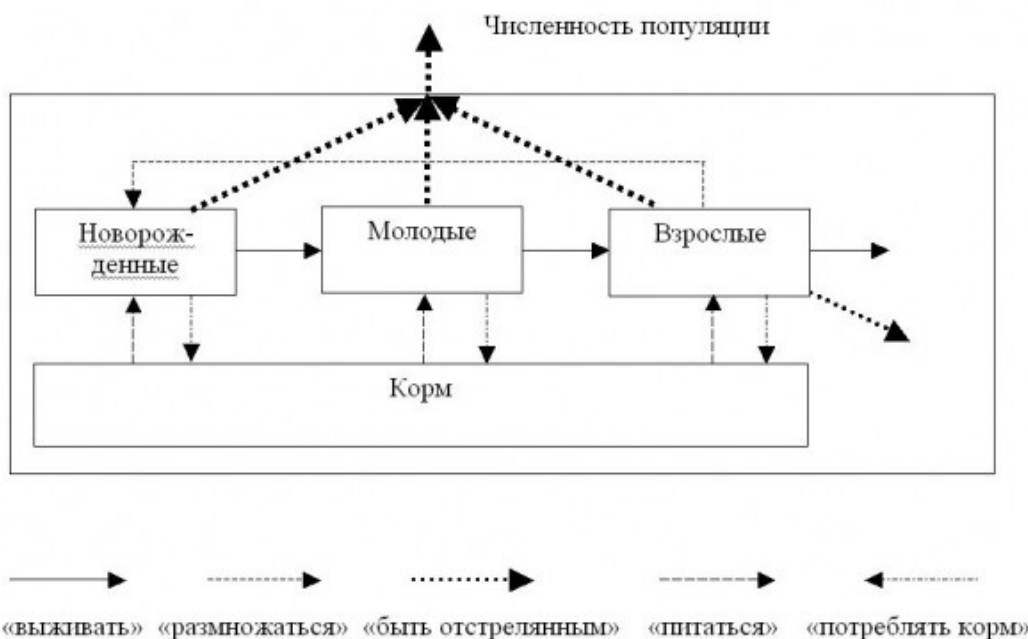 Численность популяции
Новорож-
денные
Молодые
Взрослые
Корм
«выживать» «размножаться» «быть отстрелянным» «питаться» «потреблять корм»